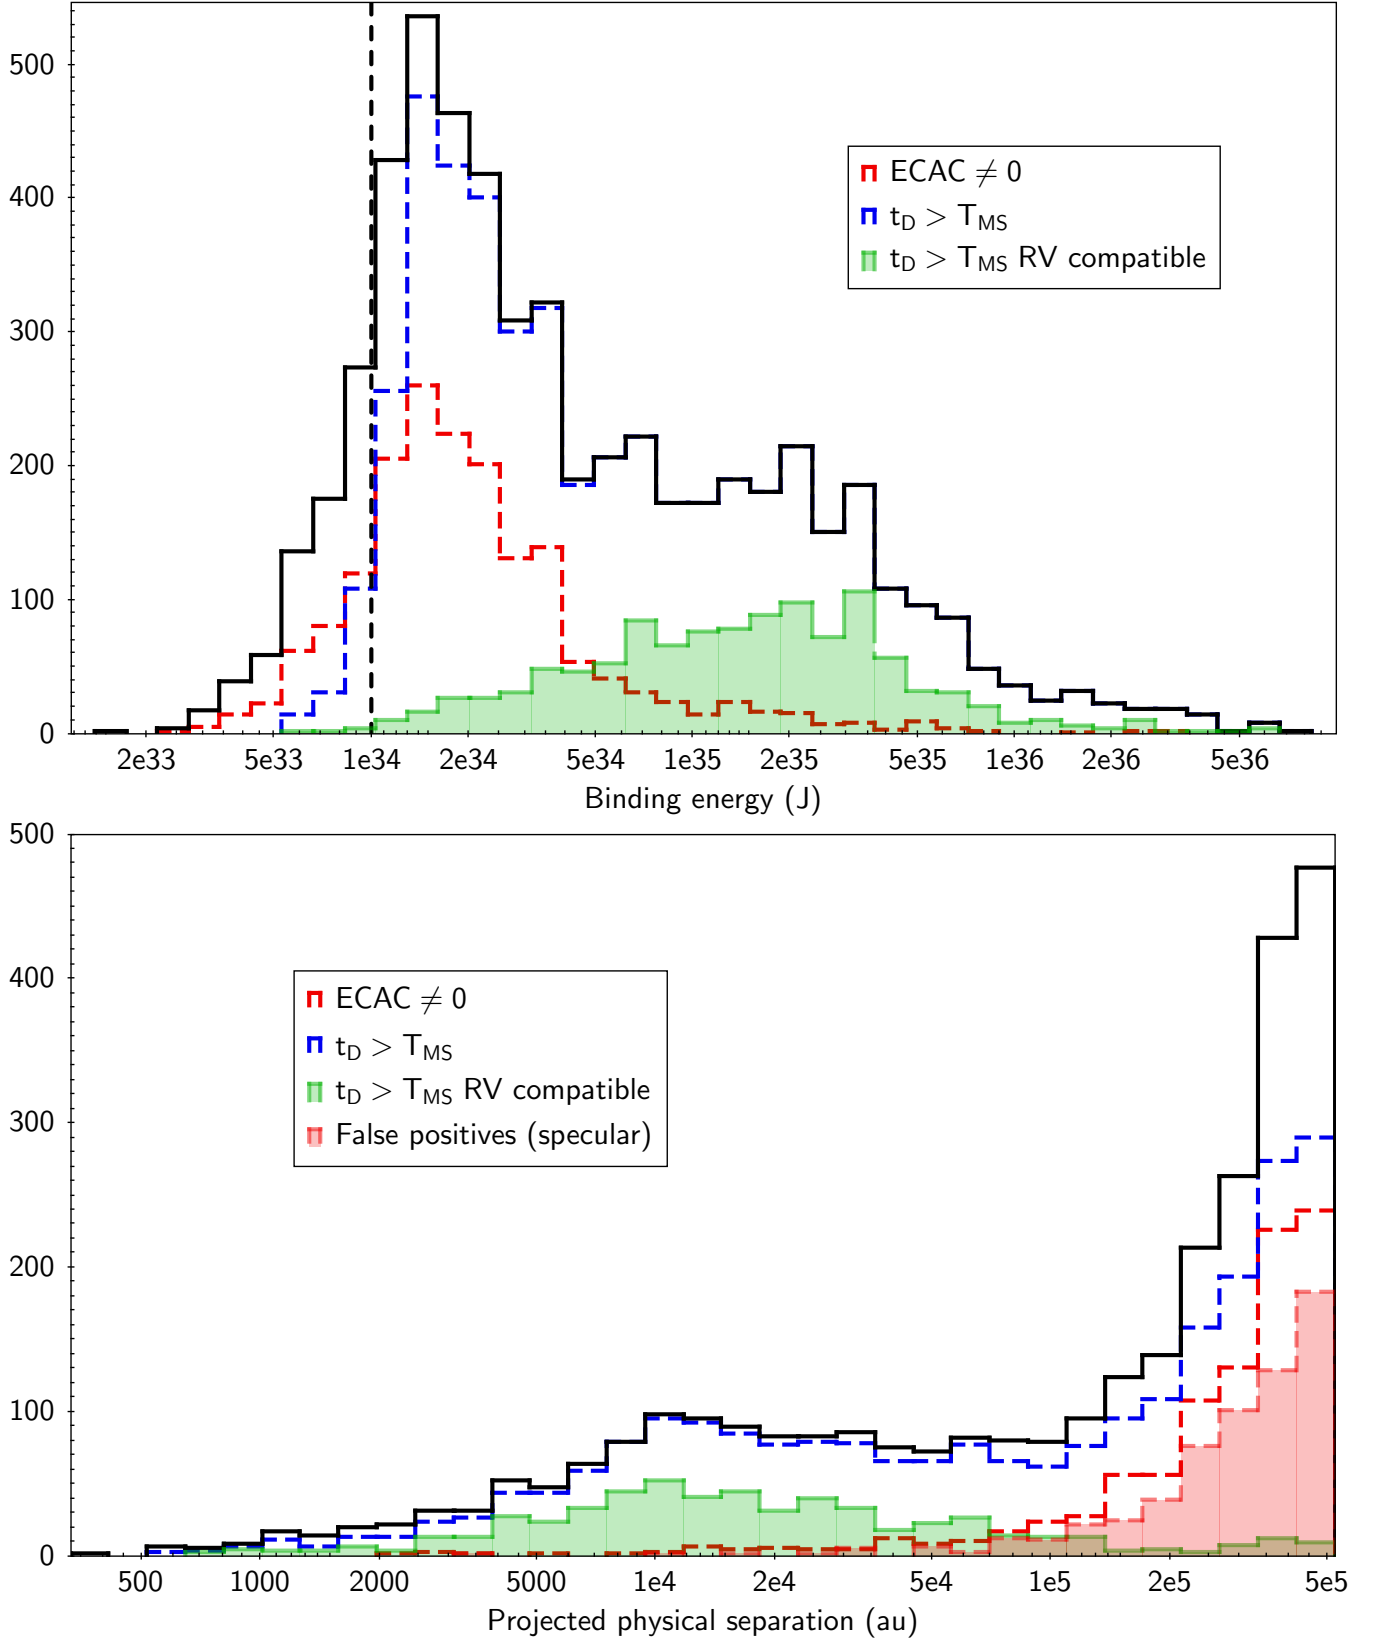 500
400
300
200
100
0
ECAC ≠ 0
t_D > T_MS
t_D > T_MS RV compatible
2e33 5e33 1e34 2e34 5e34 1e35 2e35 5e35 1e36 2e36 5e36
Binding energy (J)
500
400
300
200
100
0
ECAC ≠ 0
t_D > T_MS
t_D > T_MS RV compatible
False positives (specular)
500 1000 2000 5000 1e4 2e4 5e4 1e5 2e5 5e5
Projected physical separation (au)